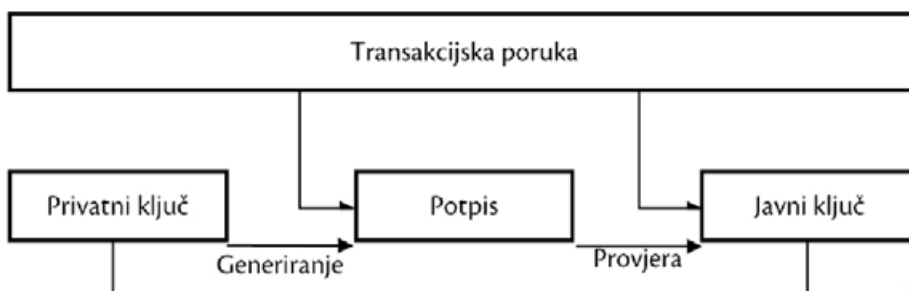 Transakcijska poruka
Privatni ključ
Potpis
Javni ključ
Generiranje
Provjera